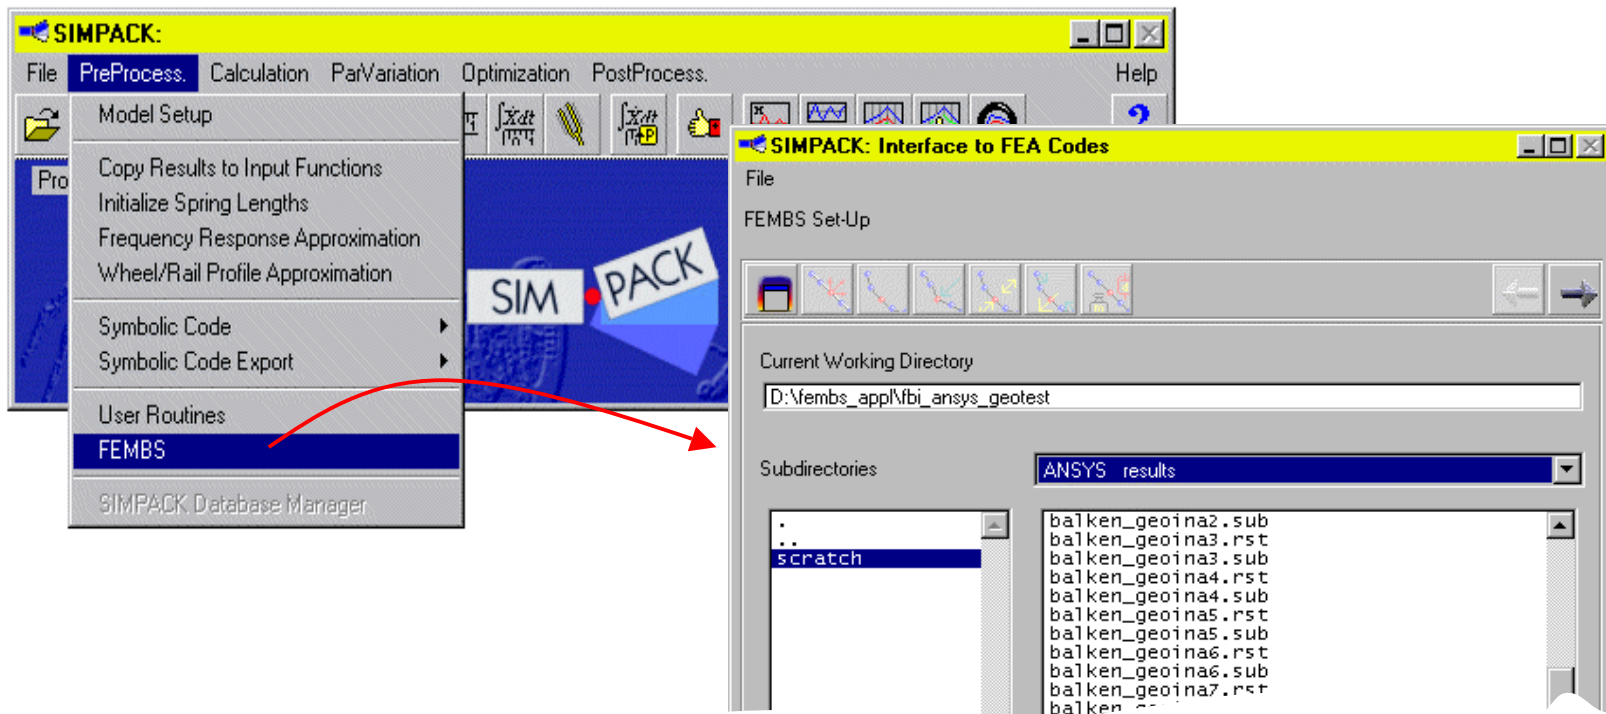 SIMPACK:
File PreProcess. Calculation ParVariation Optimization PostProcess. Help
Model Setup
Copy Results to Input Functions
Initialize Spring Lengths
Frequency Response Approximation
Wheel/Rail Profile Approximation
Symbolic Code
Symbolic Code Export
User Routines
FEMBS
SIMPACK Database Manager
Pro
SIM PACK
SIMPACK: Interface to FEA Codes
File
FEMBS Set-Up
Current Working Directory
D:\fembs_appl\fbi_ansys_geotest
Subdirectories
ANSYS results
.
..
scratch
balken_geoina2.sub
balken_geoina3.rst
balken_geoina3.sub
balken_geoina4.rst
balken_geoina4.sub
balken_geoina5.rst
balken_geoina5.sub
balken_geoina6.rst
balken_geoina6.sub
balken_geoina7.rst